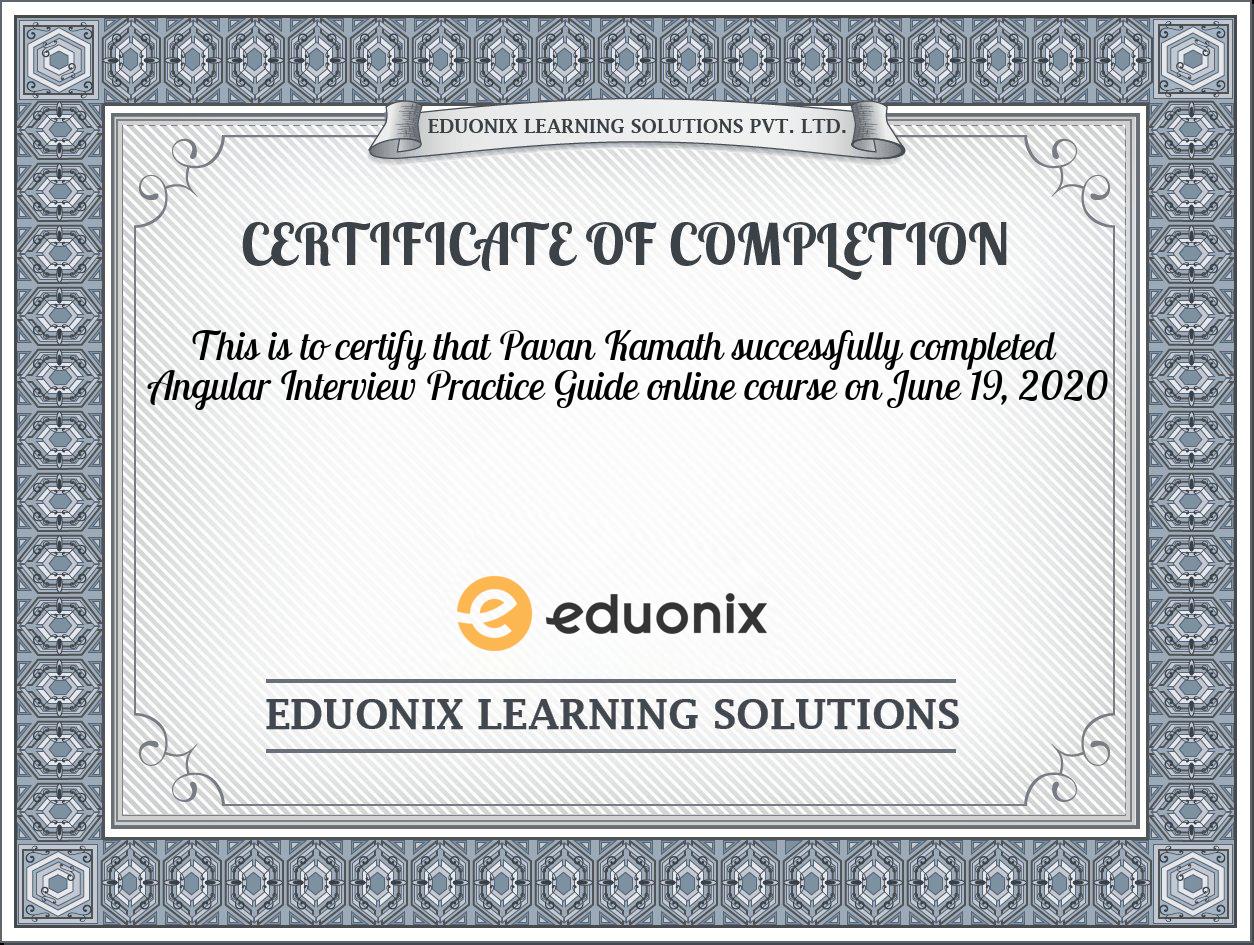 EDUONIX LEARNING SOLUTIONS PVT. LTD.
CERTIFICATE OF COMPLETION
This is to certify that Pavan Kamath successfully completed
Angular Interview Practice Guide online course on June 19, 2020
eduonix
EDUONIX LEARNING SOLUTIONS